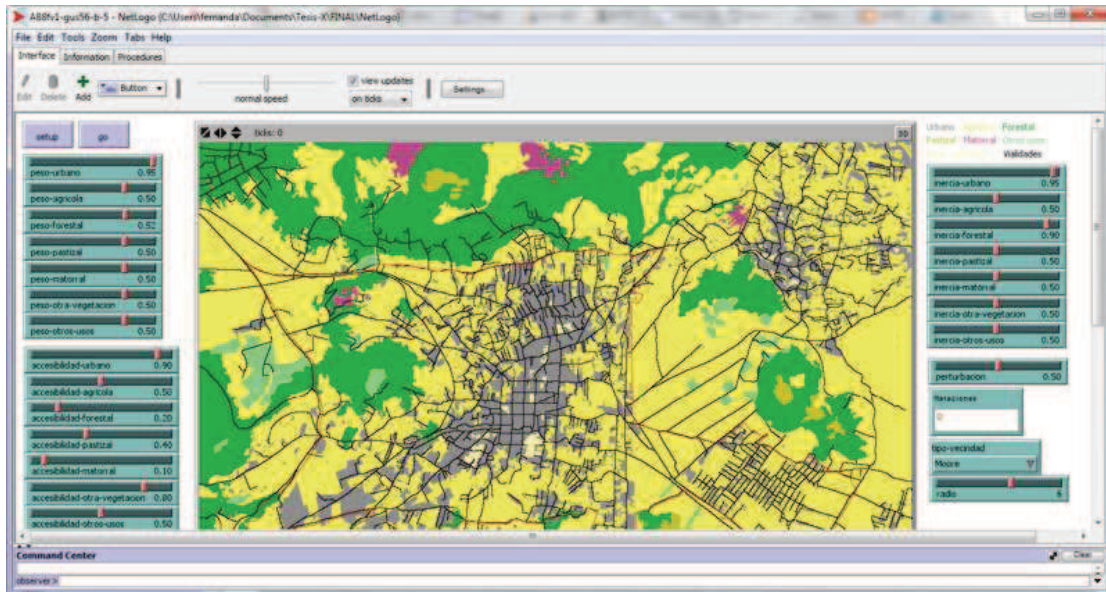 A88fv1-gus56-b-5 - NetLogo {C:\Users\fernanda\Documents\Tesis-X\FINAL\NetLogo}
File Edit Tools Zoom Tabs Help
Interface Information Procedures
Edit Delete Add Button normal speed view updates on ticks Settings...
setup go
ticks: 0 3D
peso-urbano 0.95
peso-agricola 0.50
peso-forestal 0.52
peso-pastizal 0.50
peso-matorral 0.50
peso-otra-vegetacion 0.50
peso-otros-usos 0.50
accesibilidad-urbano 0.90
accesibilidad-agricola 0.50
accesibilidad-forestal 0.20
accesibilidad-pastizal 0.40
accesibilidad-matorral 0.10
accesibilidad-otra-vegetacion 0.80
accesibilidad-otros-usos 0.50
Urbano Forestal
Pastizal Matorral Otros usos
Vialidades
inercia-urbano 0.95
inercia-agricola 0.50
inercia-forestal 0.90
inercia-pastizal 0.50
inercia-matorral 0.50
inercia-otra-vegetacion 0.50
inercia-otros-usos 0.50
perturbacion 0.50
iteraciones
0
tipo-vecindad
Moore
radio 6
Command Center Clear
observer>